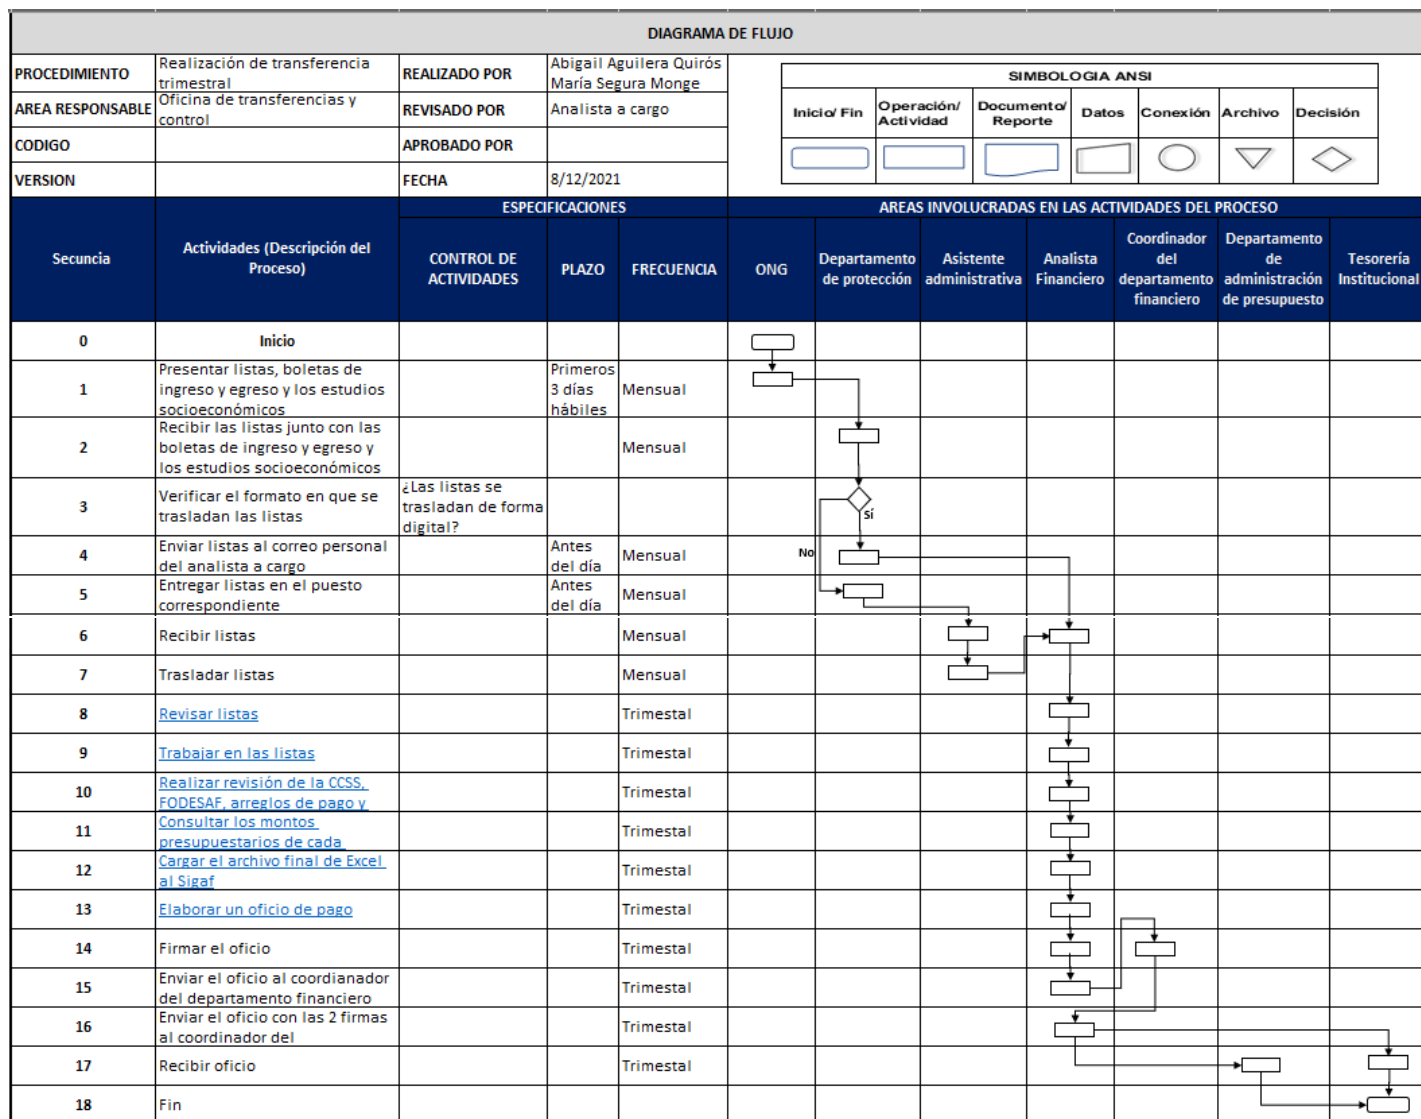 DIAGRAMA DE FLUJO
PROCEDIMIENTO
Realización de transferencia
trimestral
REALIZADO POR
Abigail Aguilera Quirós
María Segura Monge
AREA RESPONSABLE
Oficina de transferencias y
control
REVISADO POR
Analista a cargo
CODIGO
APROBADO POR
VERSION
FECHA
8/12/2021
SIMBOLOGIA ANSI
Inicio/ Fin
Operación/
Actividad
Documento/
Reporte
Datos
Conexión
Archivo
Decisión
Secuncia
Actividades (Descripción del
Proceso)
ESPECIFICACIONES
CONTROL DE
ACTIVIDADES
PLAZO
FRECUENCIA
AREAS INVOLUCRADAS EN LAS ACTIVIDADES DEL PROCESO
ONG
Departamento
de protección
Asistente
administrativa
Analista
Financiero
Coordinador
del
departamento
financiero
Departamento
de
administración
de presupuesto
Tesorería
Institucional
0
Inicio
1
Presentar listas, boletas de
ingreso y egreso y los estudios
socioeconómicos
Primeros
3 días
hábiles
Mensual
2
Recibir las listas junto con las
boletas de ingreso y egreso y
los estudios socioeconómicos
Mensual
3
Verificar el formato en que se
trasladan las listas
¿Las listas se
trasladan de forma
digital?
Sí
No
4
Enviar listas al correo personal
del analista a cargo
Antes
del día
Mensual
5
Entregar listas en el puesto
correspondiente
Antes
del día
Mensual
6
Recibir listas
Mensual
7
Trasladar listas
Mensual
8
Revisar listas
Trimestal
9
Trabajar en las listas
Trimestal
10
Realizar revisión de la CCSS,
FODESAF, arreglos de pago y
Trimestal
11
Consultar los montos
presupuestarios de cada
Trimestal
12
Cargar el archivo final de Excel
al Sigaf
Trimestal
13
Elaborar un oficio de pago
Trimestal
14
Firmar el oficio
Trimestal
15
Enviar el oficio al coordianador
del departamento financiero
Trimestal
16
Enviar el oficio con las 2 firmas
al coordinador del
Trimestal
17
Recibir oficio
Trimestal
18
Fin